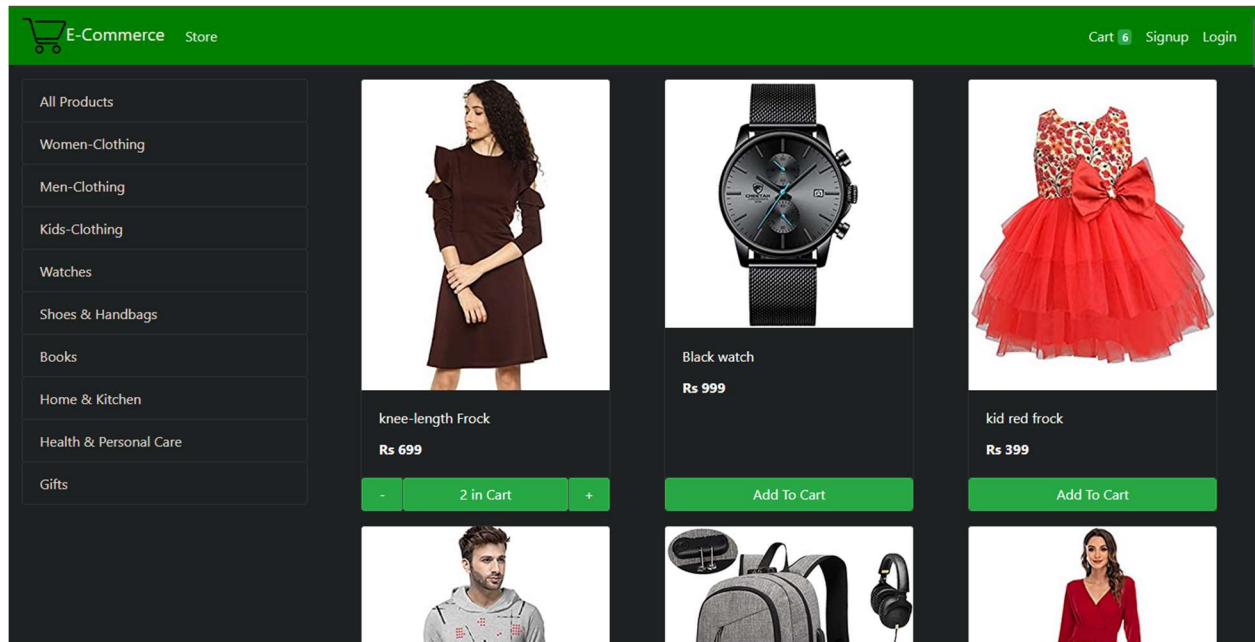 E-Commerce Store Cart 6 Signup Login
All Products
Women-Clothing
Men-Clothing
Kids-Clothing
Watches
Shoes & Handbags
Books
Home & Kitchen
Health & Personal Care
Gifts
knee-length Frock
Rs 699
- 2 in Cart +
CHEETAH
Black watch
Rs 999
Add To Cart
kid red frock
Rs 399
Add To Cart